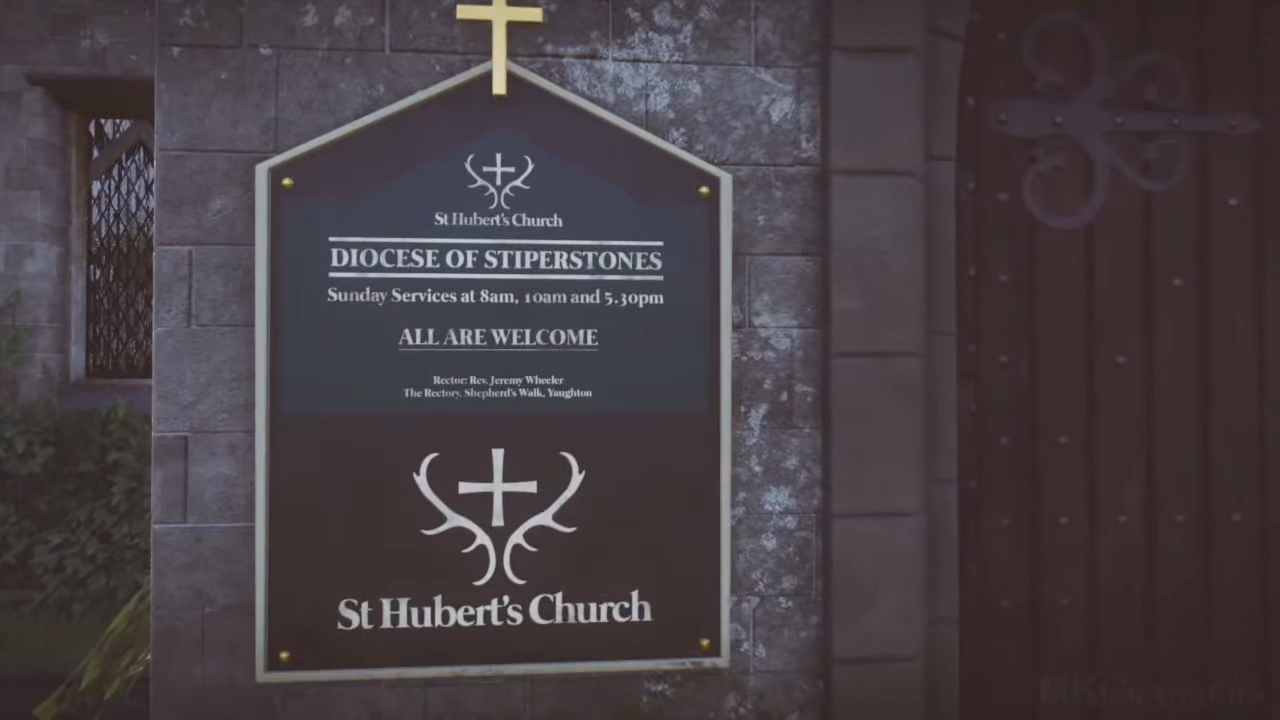 St Hubert's Church
DIOCESE OF STIPERSTONES
Sunday Services at 8am, 10am and 5.30pm
ALL ARE WELCOME
Rector: Rev. Jeremy Wheeler
The Rectory, Shepherd's Walk, Yaughton
St Hubert's Church